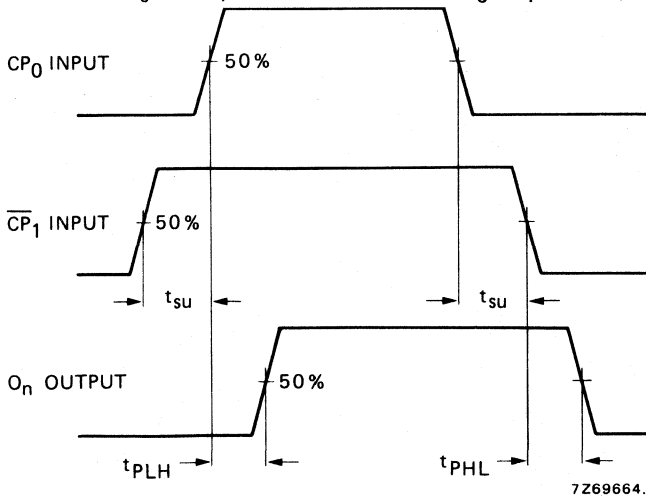 CP0 INPUT
50%
CP1 INPUT
50%
tsu
tsu
On OUTPUT
50%
tPLH
tPHL
7Z69664.